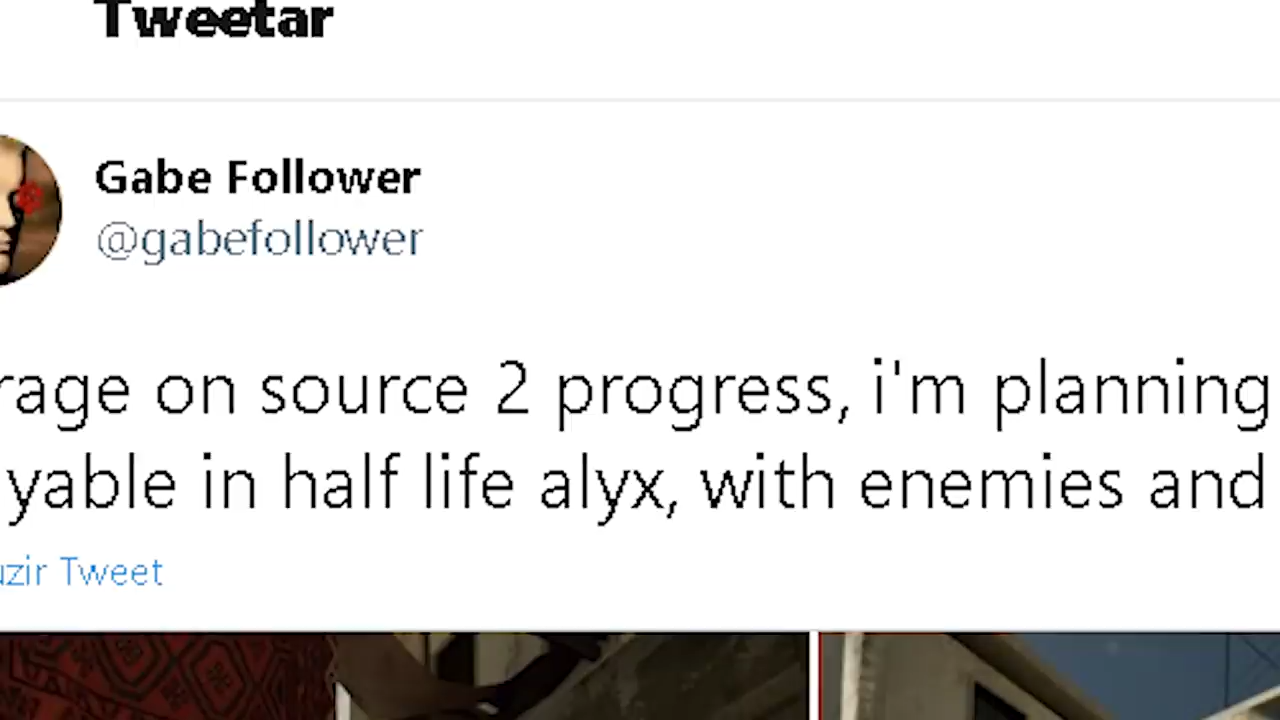 Tweetar
Gabe Follower
@gabefollower
rage on source 2 progress, i'm planning
yable in half life alyx, with enemies and
uzir Tweet